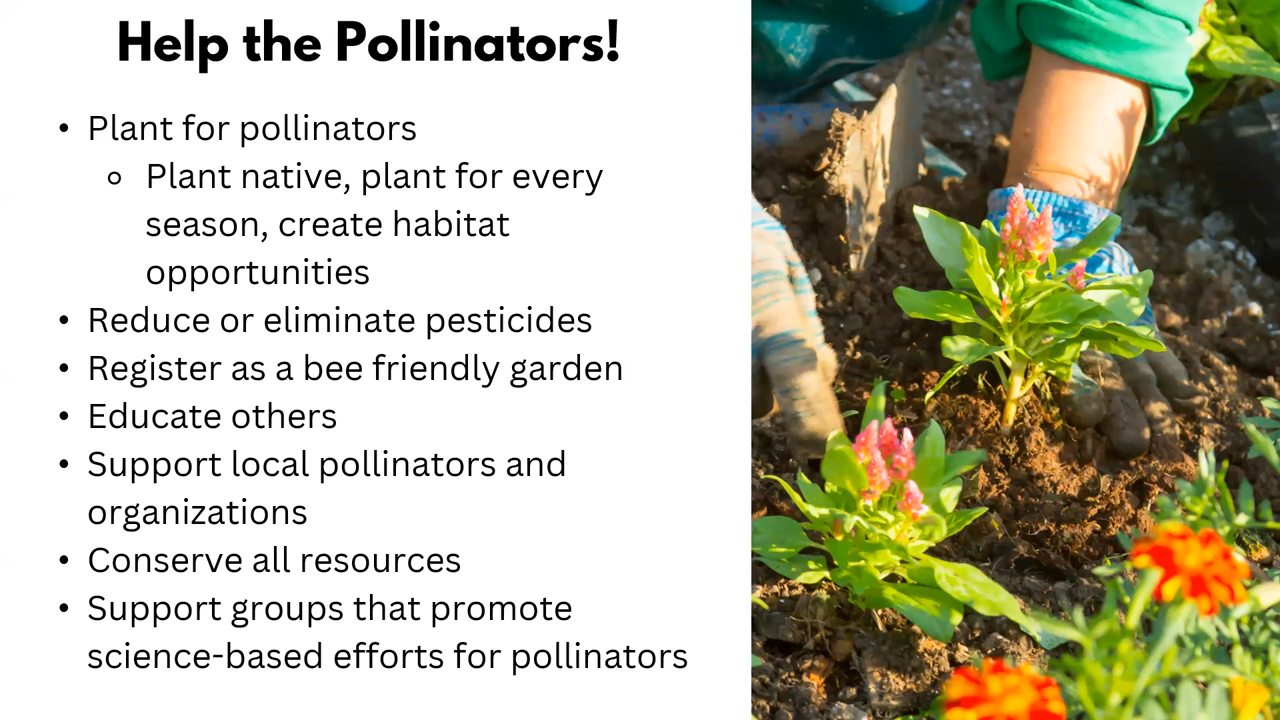 Help the Pollinators!
• Plant for pollinators
◦ Plant native, plant for every
season, create habitat
opportunities
• Reduce or eliminate pesticides
• Register as a bee friendly garden
• Educate others
• Support local pollinators and
organizations
• Conserve all resources
• Support groups that promote
science-based efforts for pollinators